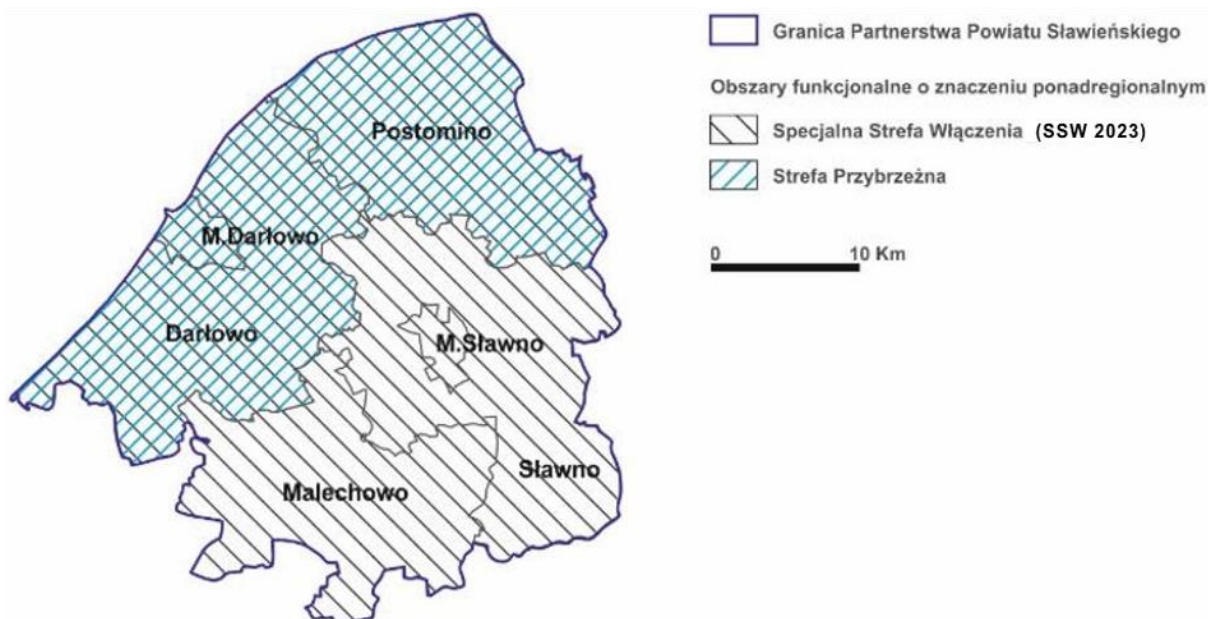 Postomino
M.Darłowo
Darłowo
M.Sławno
Sławno
Malechowo
Granica Partnerstwa Powiatu Sławieńskiego
Obszary funkcjonalne o znaczeniu ponadregionalnym
Specjalna Strefa Włączenia (SSW 2023)
Strefa Przybrzeżna
0 10 Km